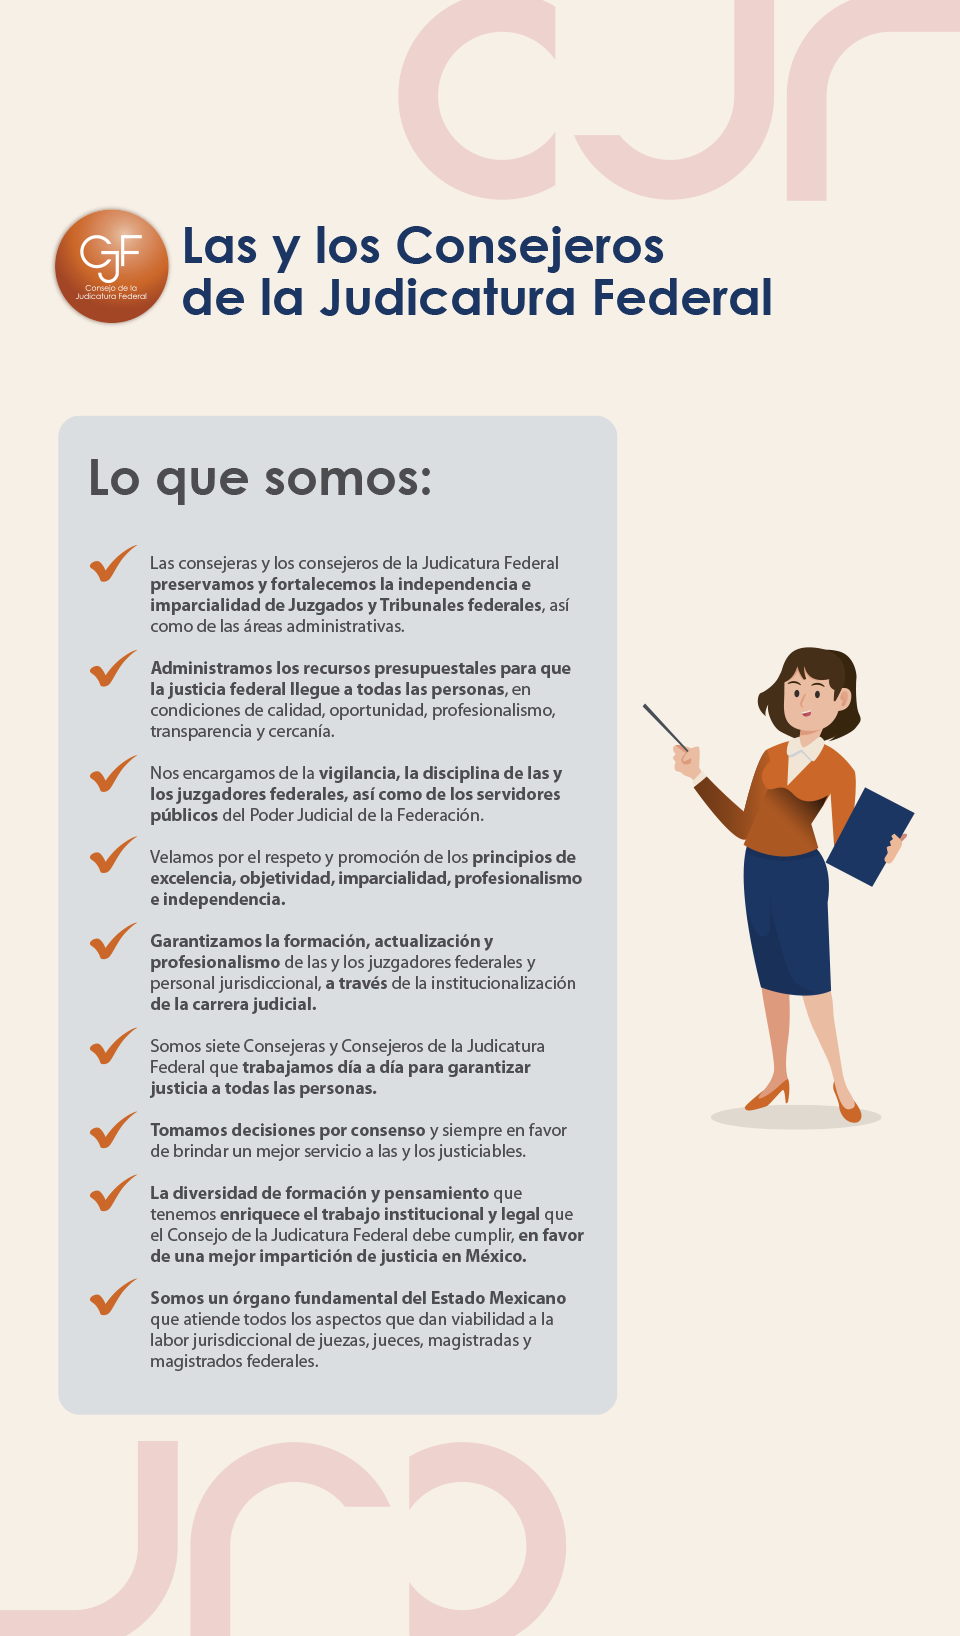 CJF
Consejo de la
Judicatura Federal
Las y los Consejeros
de la Judicatura Federal
Lo que somos:
Las consejeras y los consejeros de la Judicatura Federal
preservamos y fortalecemos la independencia e
imparcialidad de Juzgados y Tribunales federales, así
como de las áreas administrativas.
Administramos los recursos presupuestales para que
la justicia federal llegue a todas las personas, en
condiciones de calidad, oportunidad, profesionalismo,
transparencia y cercanía.
Nos encargamos de la vigilancia, la disciplina de las y
los juzgadores federales, así como de los servidores
públicos del Poder Judicial de la Federación.
Velamos por el respeto y promoción de los principios de
excelencia, objetividad, imparcialidad, profesionalismo
e independencia.
Garantizamos la formación, actualización y
profesionalismo de las y los juzgadores federales y
personal jurisdiccional, a través de la institucionalización
de la carrera judicial.
Somos siete Consejeras y Consejeros de la Judicatura
Federal que trabajamos día a día para garantizar
justicia a todas las personas.
Tomamos decisiones por consenso y siempre en favor
de brindar un mejor servicio a las y los justiciables.
La diversidad de formación y pensamiento que
tenemos enriquece el trabajo institucional y legal que
el Consejo de la Judicatura Federal debe cumplir, en favor
de una mejor impartición de justicia en México.
Somos un órgano fundamental del Estado Mexicano
que atiende todos los aspectos que dan viabilidad a la
labor jurisdiccional de juezas, jueces, magistradas y
magistrados federales.